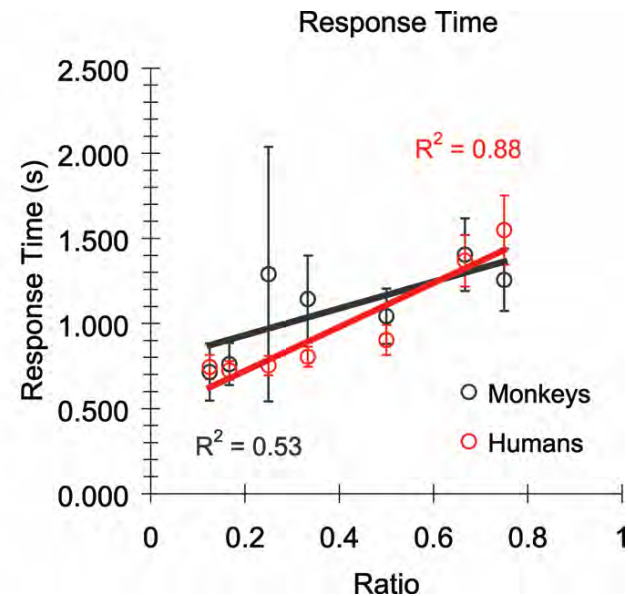 Response Time
2.500
2.000
1.500
1.000
0.500
0.000
Response Time (s)
R² = 0.88
R² = 0.53
Monkeys
Humans
0 0.2 0.4 0.6 0.8 1
Ratio